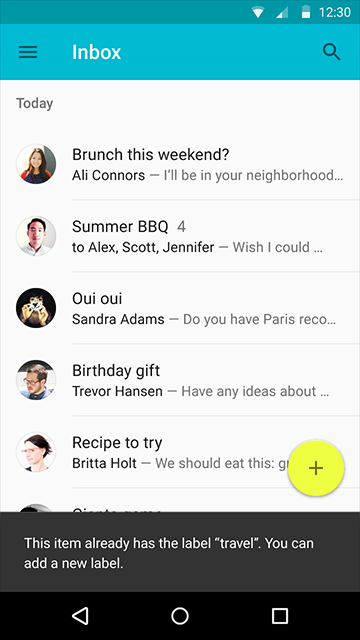 12:30
Inbox
Today
Brunch this weekend?
Ali Connors — I'll be in your neighborhood…
Summer BBQ 4
to Alex, Scott, Jennifer — Wish I could …
Oui oui
Sandra Adams — Do you have Paris reco…
Birthday gift
Trevor Hansen — Have any ideas about …
Recipe to try
Britta Holt — We should eat this:
This item already has the label “travel”. You can
add a new label.